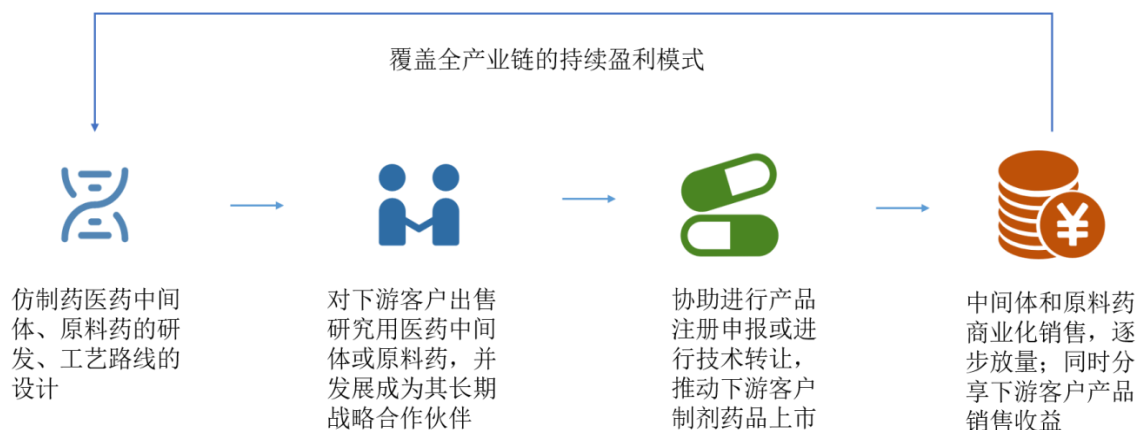 覆盖全产业链的持续盈利模式
¥
仿制药医药中间
体、原料药的研
发、工艺路线的
设计
对下游客户出售
研究用医药中间
体或原料药，并
发展成为其长期
战略合作伙伴
协助进行产品
注册申报或进
行技术转让，
推动下游客户
制剂药品上市
中间体和原料药
商业化销售，逐
步放量；同时分
享下游客户产品
销售收益